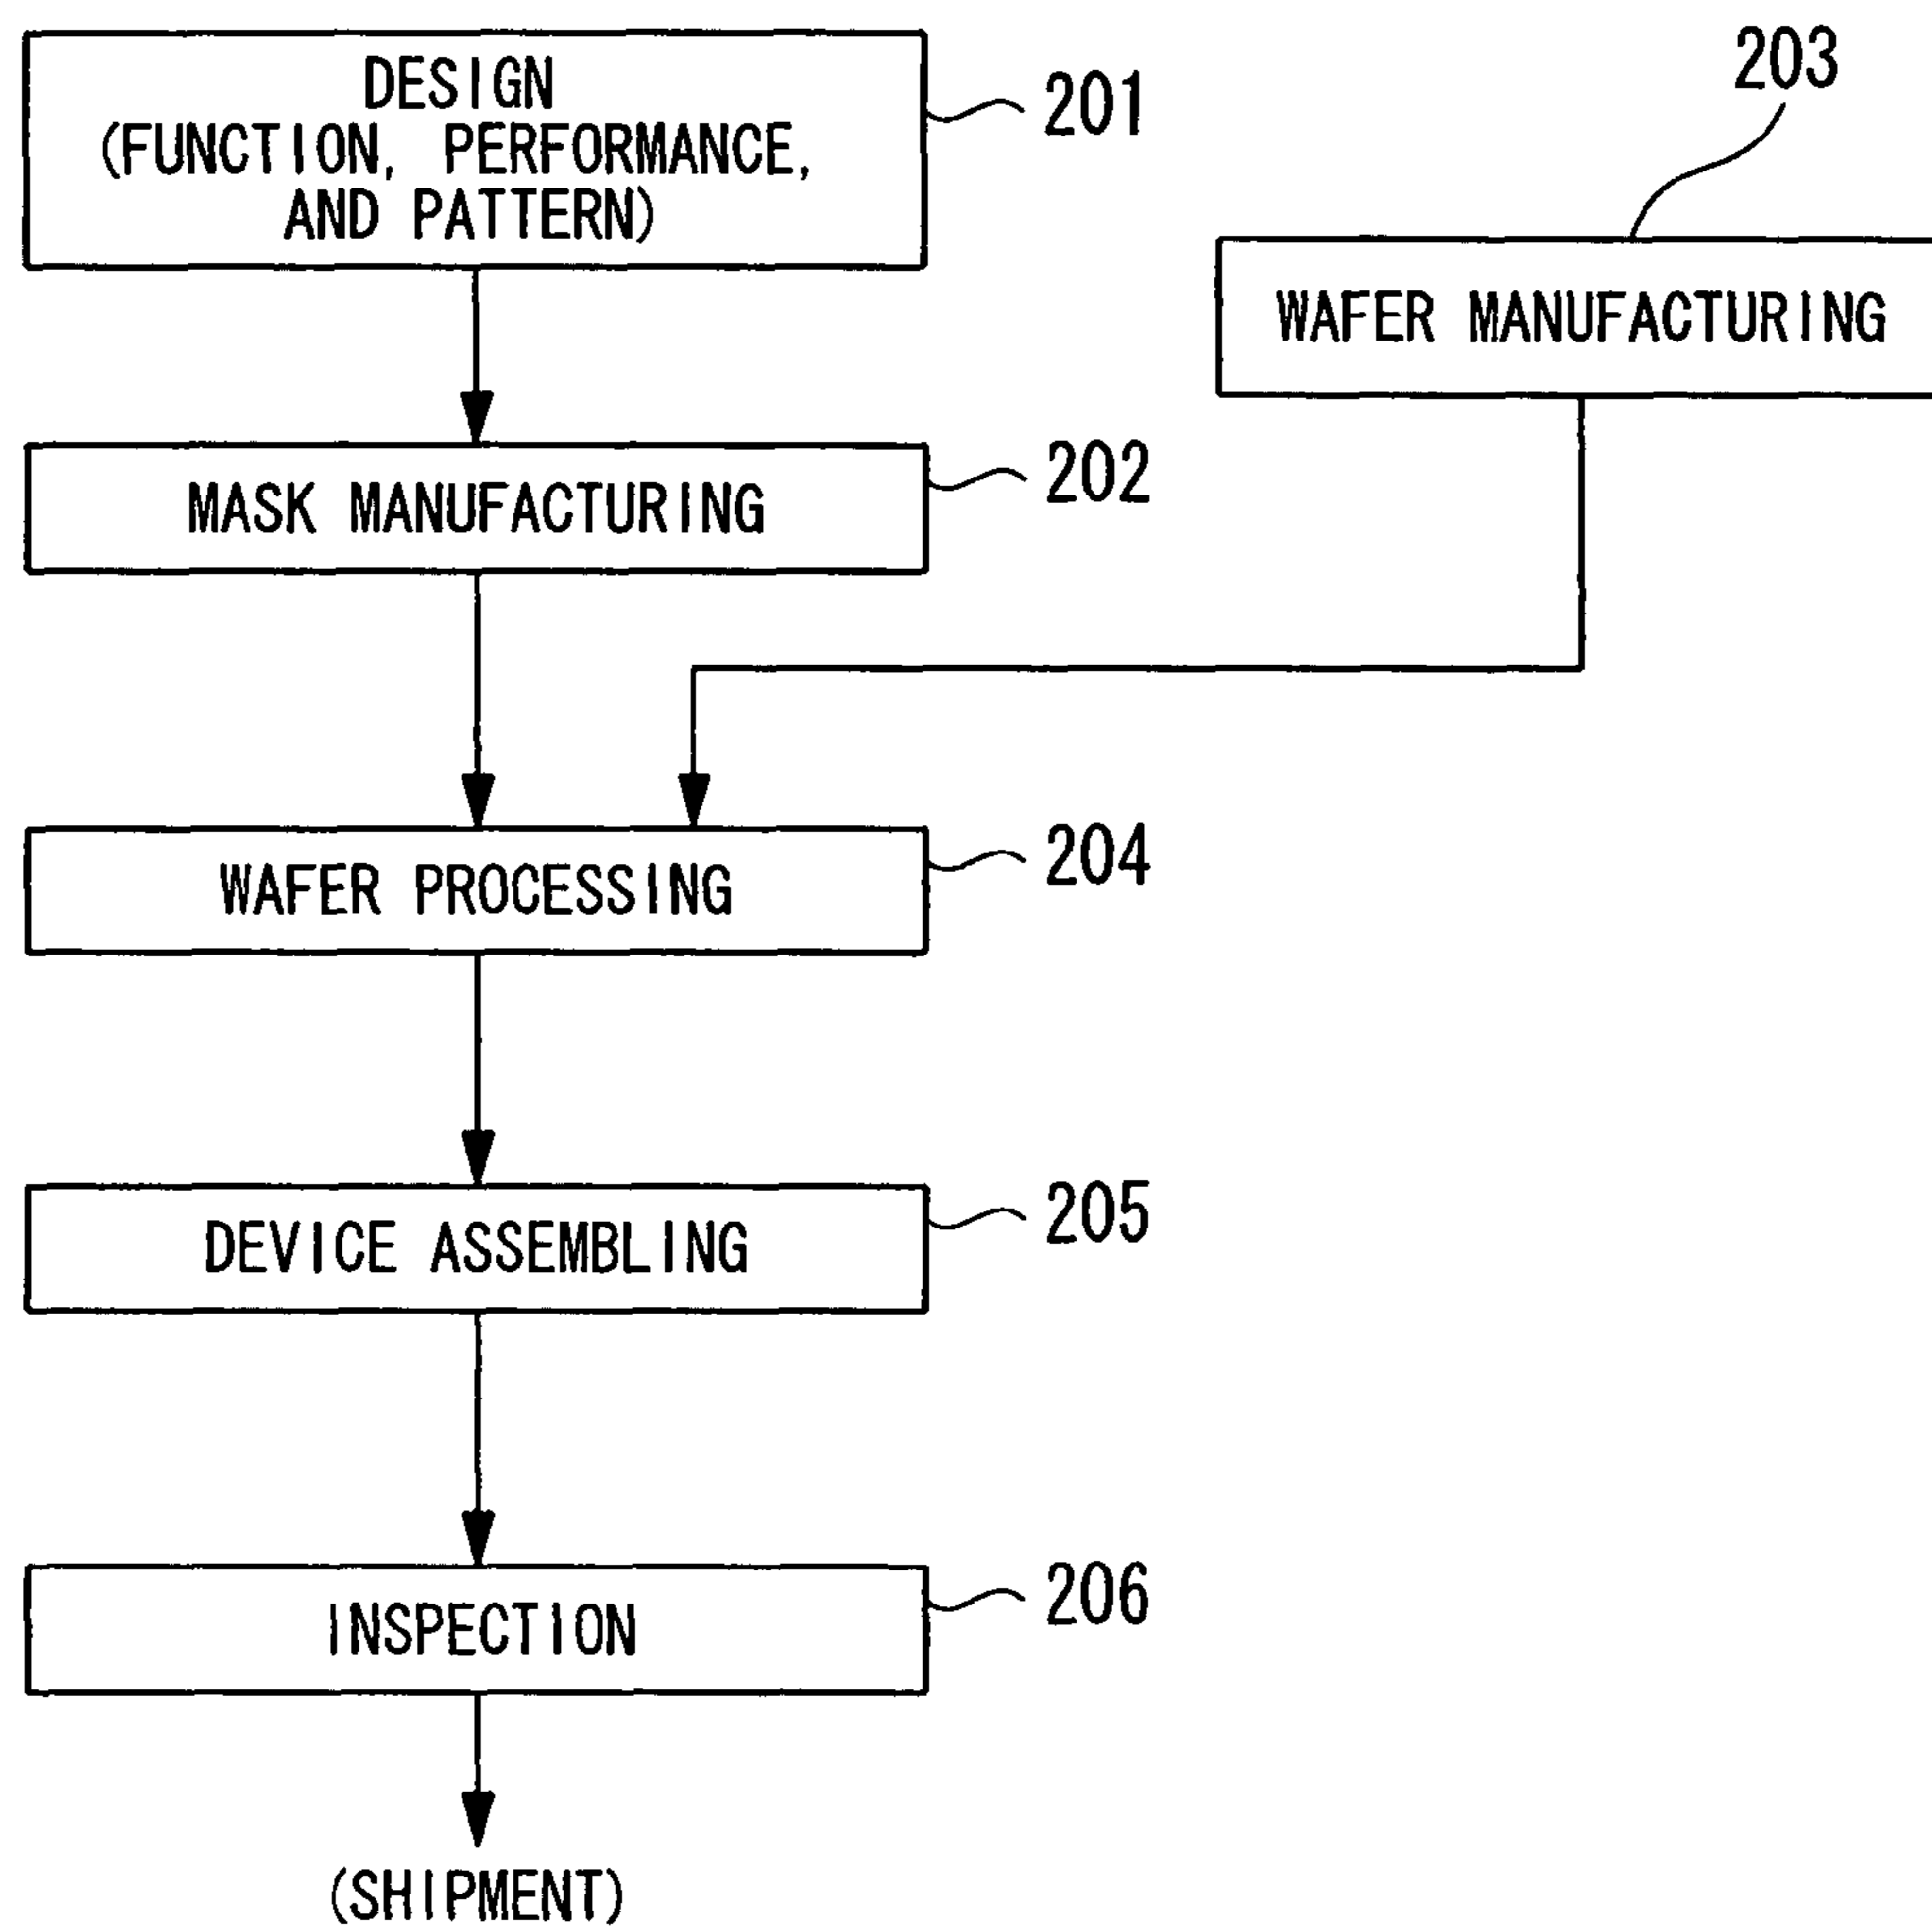 DESIGN
(FUNCTION, PERFORMANCE,
AND PATTERN)
201
203
WAFER MANUFACTURING
MASK MANUFACTURING
202
WAFER PROCESSING
204
DEVICE ASSEMBLING
205
INSPECTION
206
(SHIPMENT)